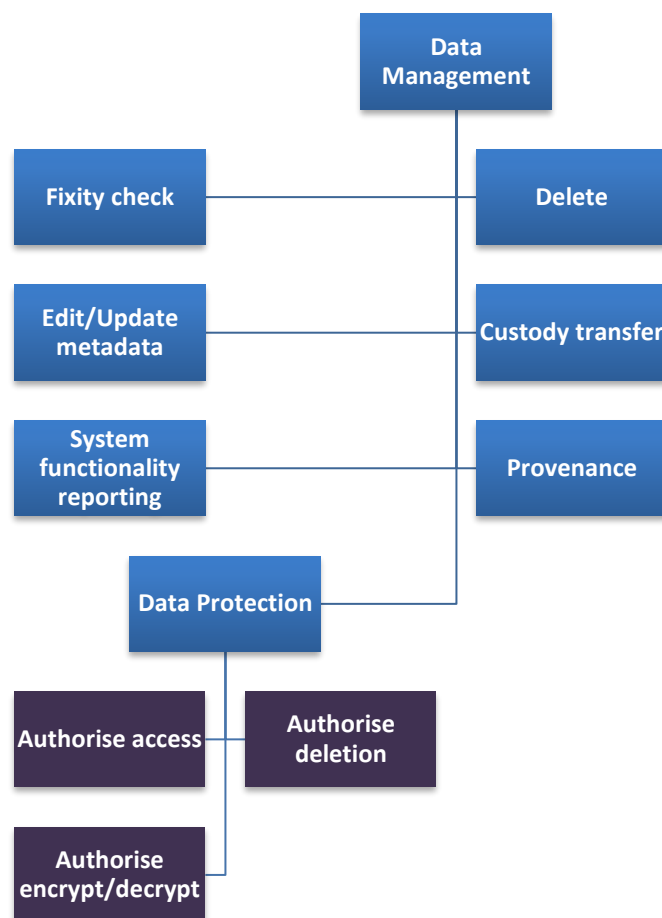 Data
Management
Fixity check
Delete
Edit/Update
metadata
Custody transfer
System
functionality
reporting
Provenance
Data Protection
Authorise access
Authorise
deletion
Authorise
encrypt/decrypt